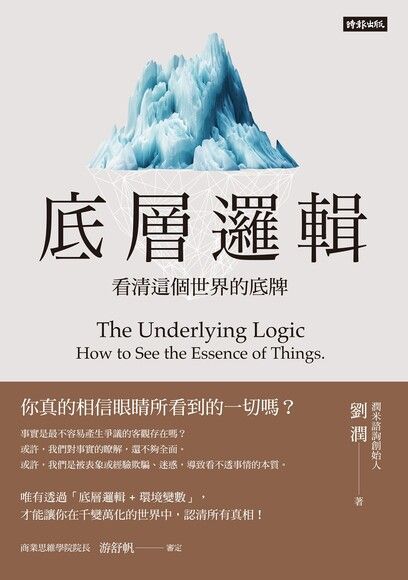 時報出版
底層邏輯
看清這個世界的底牌
The Underlying Logic
How to See the Essence of Things.
你真的相信眼睛所看到的一切嗎？
事實是最不容易產生爭議的客觀存在嗎？
或許，我們對事實的瞭解，還不夠全面。
或許，我們是被表象或經驗欺騙、迷惑，導致看不透事情的本質。
唯有透過「底層邏輯 + 環境變數」，
才能讓你在千變萬化的世界中，認清所有真相！
潤米諮詢創始人
劉潤
著
商業思維學院院長 游舒帆——審定